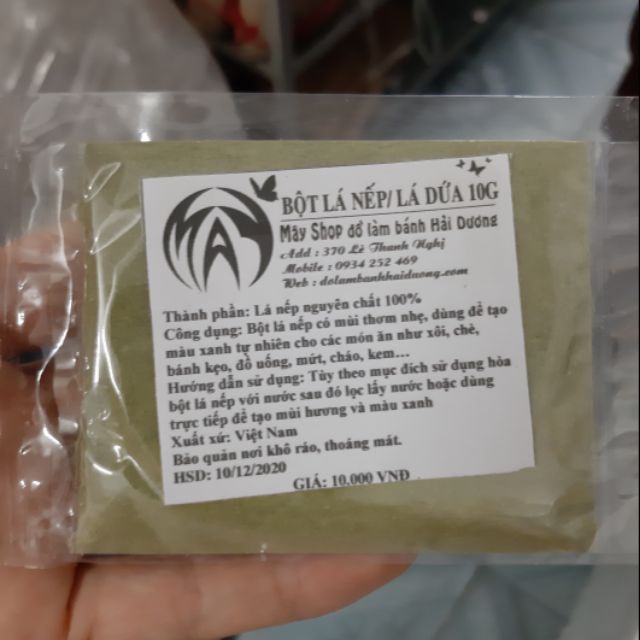 BỘT LÁ NẾP/ LÁ DỨA 10G
Mây Shop đồ làm bánh Hải Dương
Add : 370 Lê Thanh Nghị
Mobile : 0934 252 469
Web : dolambanhhaiduong.com
Thành phần: Lá nếp nguyên chất 100%
Công dụng: Bột lá nếp có mùi thơm nhẹ, dùng để tạo
màu xanh tự nhiên cho các món ăn như xôi, chè,
bánh kẹo, đồ uống, mứt, cháo, kem...
Hướng dẫn sử dụng: Tùy theo mục đích sử dụng hòa
bột lá nếp với nước sau đó lọc lấy nước hoặc dùng
trực tiếp để tạo mùi hương và màu xanh
Xuất xứ: Việt Nam
Bảo quản nơi khô ráo, thoáng mát.
HSD: 10/12/2020
GIÁ: 10.000 VNĐ